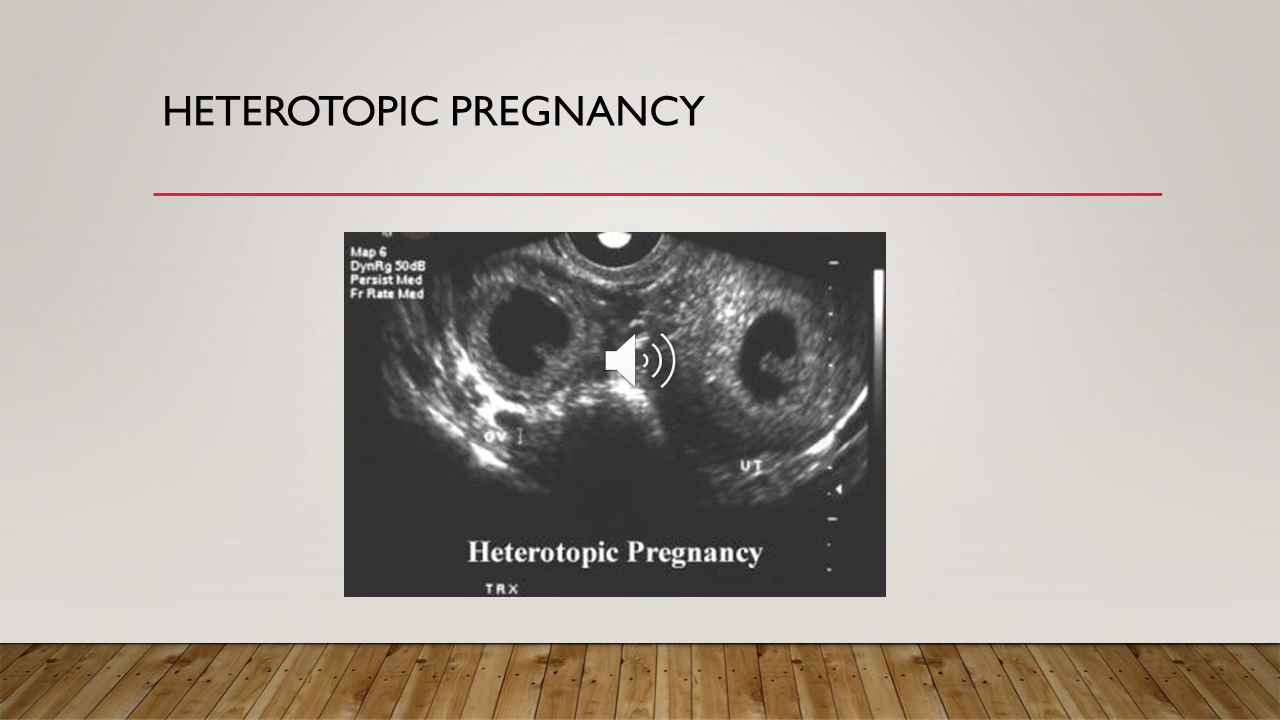 HETEROTOPIC PREGNANCY
Map 6
DynRg 50dB
Persist Med
Fr Rate Med
OV
UT
Heterotopic Pregnancy
TRX